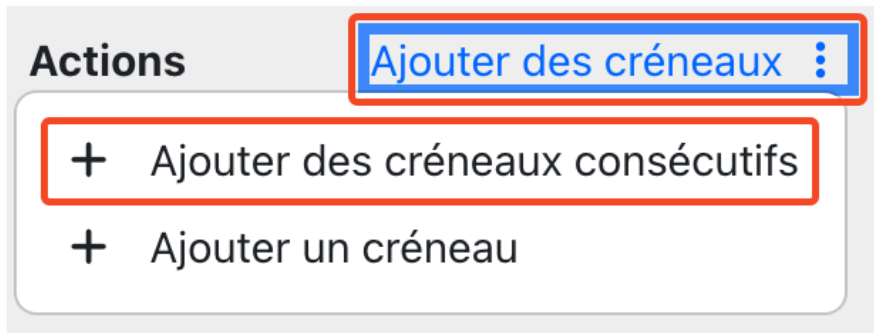 Actions Ajouter des créneaux
+ Ajouter des créneaux consécutifs
+ Ajouter un créneau